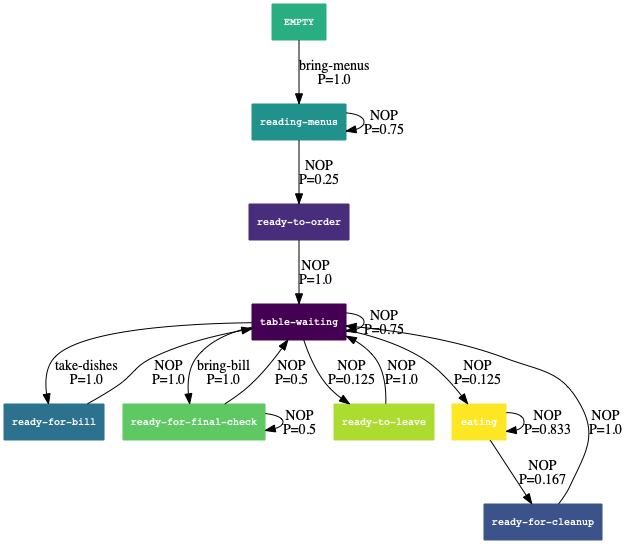 EMPTY
bring-menus
P=1.0
reading-menus
NOP
P=0.75
NOP
P=0.25
ready-to-order
NOP
P=1.0
table-waiting
NOP
P=0.75
take-dishes
P=1.0
NOP
P=1.0
bring-bill
P=1.0
NOP
P=0.5
NOP
P=0.125
NOP
P=1.0
NOP
P=0.125
NOP
P=1.0
ready-for-bill
ready-for-final-check
NOP
P=0.5
ready-to-leave
eating
NOP
P=0.833
NOP
P=0.167
ready-for-cleanup